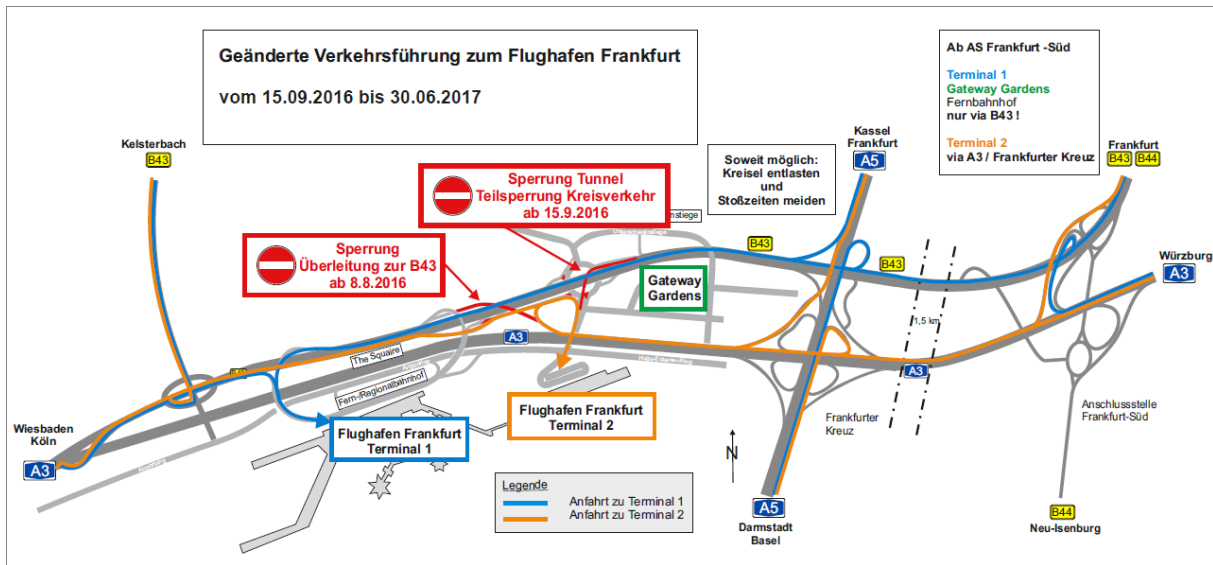 Geänderte Verkehrsführung zum Flughafen Frankfurt
vom 15.09.2016 bis 30.06.2017
Ab AS Frankfurt -Süd
Terminal 1
Gateway Gardens
Fernbahnhof
nur via B43 !
Terminal 2
via A3 / Frankfurter Kreuz
Kelsterbach
B43
Kassel
Frankfurt
A5
Frankfurt
B43 B44
Soweit möglich:
Kreisel entlasten
und
Stoßzeiten meiden
Sperrung Tunnel
Teilsperrung Kreisverkehr
ab 15.9.2016
Sperrung
Überleitung zur B43
ab 8.8.2016
B43
B43
Würzburg
A3
Gateway
Gardens
1,5 km
A3
The Squaire
Fern-/Regionalbahnhof
A3
Flughafen Frankfurt
Terminal 2
Flughafen Frankfurt
Terminal 1
Wiesbaden
Köln
A3
Frankfurter
Kreuz
Anschlussstelle
Frankfurt-Süd
N
Legende
Anfahrt zu Terminal 1
Anfahrt zu Terminal 2
A5
Darmstadt
Basel
B44
Neu-Isenburg